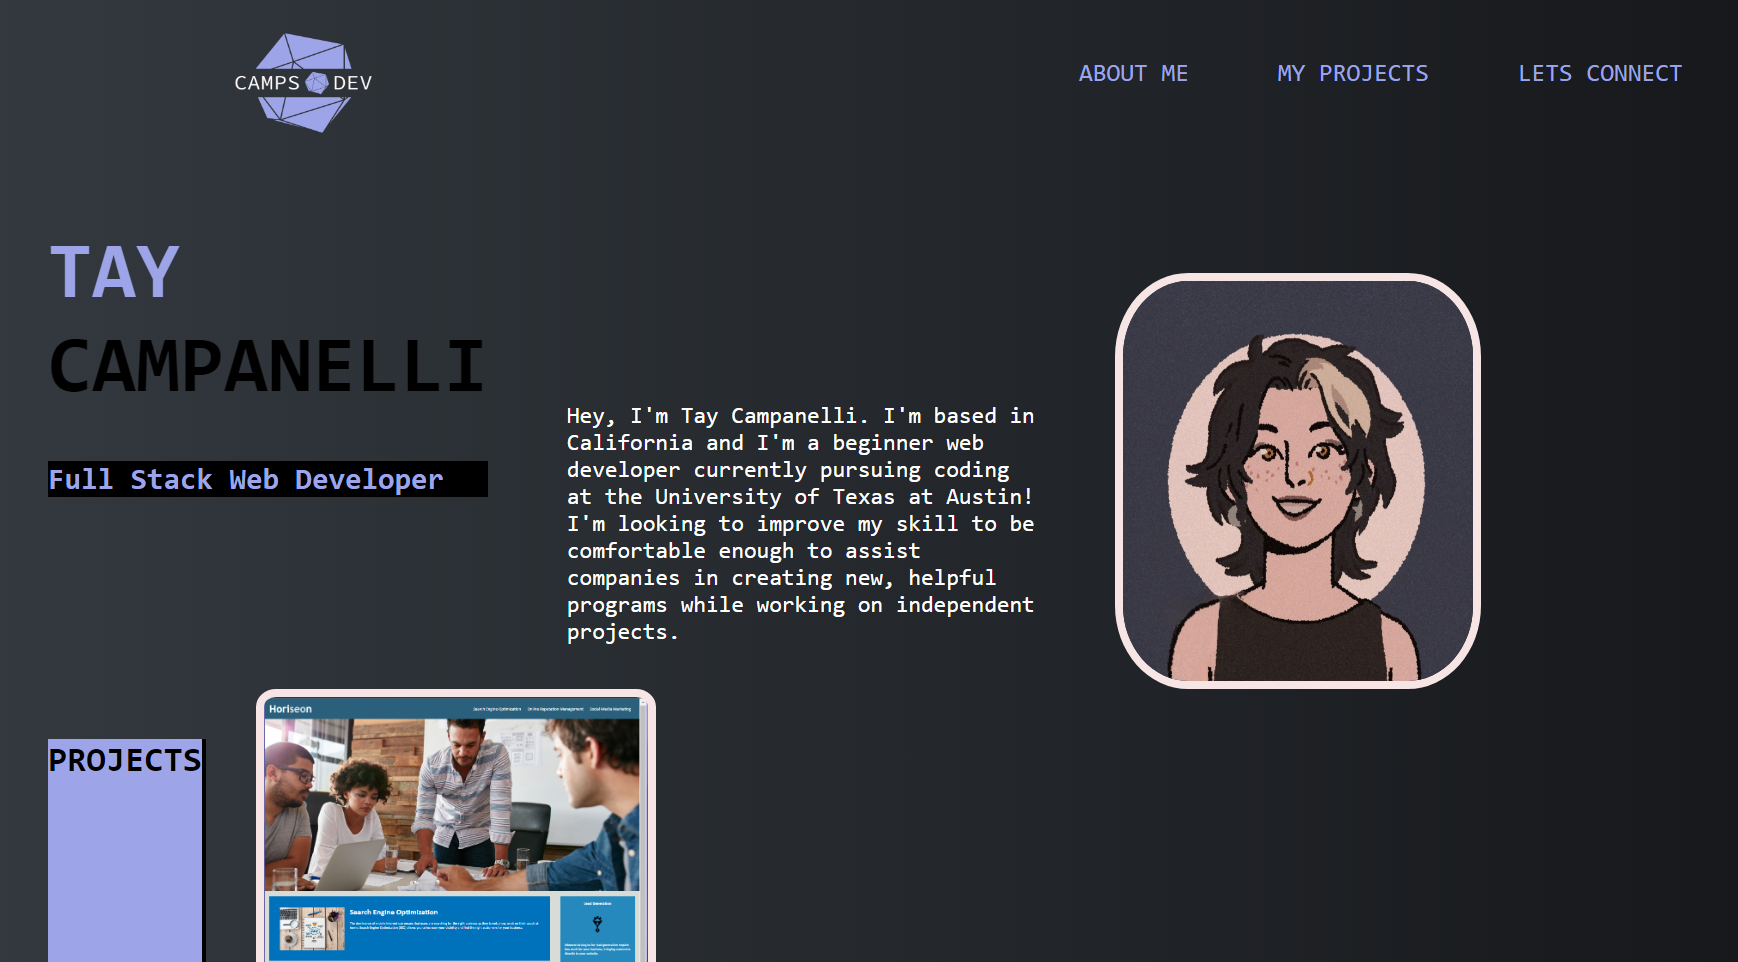 CAMPS DEV
ABOUT ME
MY PROJECTS
LETS CONNECT
TAY
CAMPANELLI
Full Stack Web Developer
Hey, I'm Tay Campanelli. I'm based in
California and I'm a beginner web
developer currently pursuing coding
at the University of Texas at Austin!
I'm looking to improve my skill to be
comfortable enough to assist
companies in creating new, helpful
programs while working on independent
projects.
PROJECTS
Horiseon
Search Engine Optimization
Online Reputation Management
Social Media Marketing
Search Engine Optimization
Lead Generation